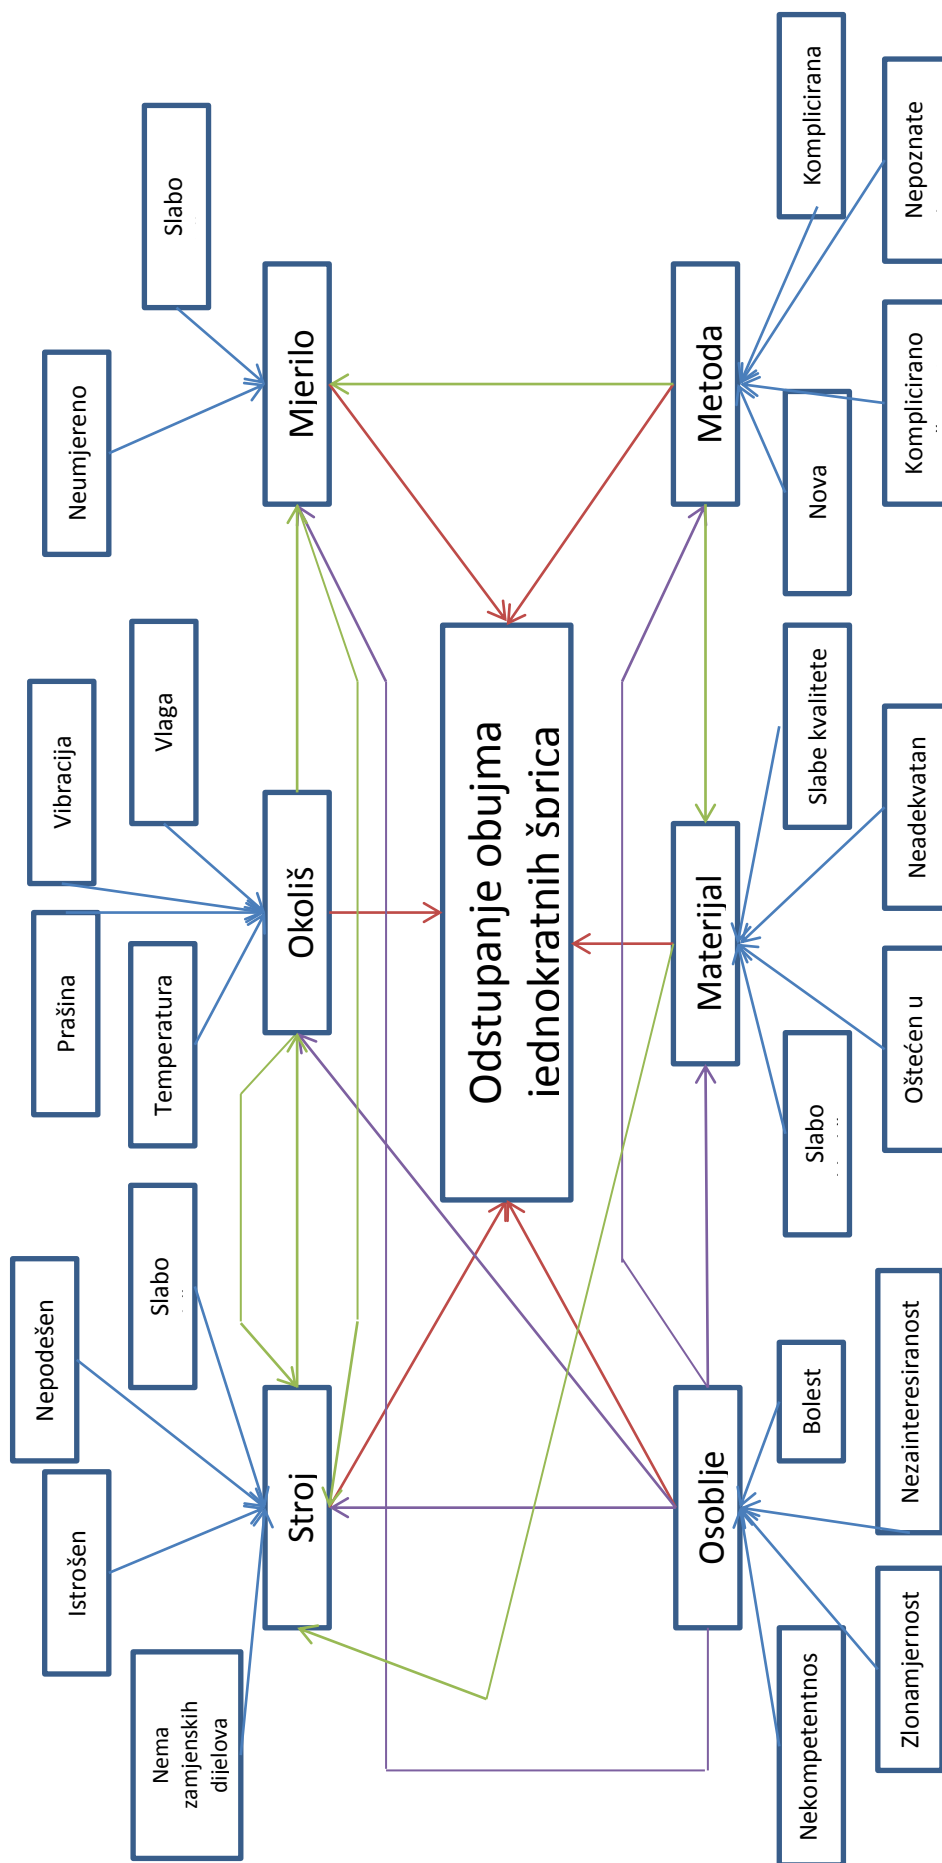 Nema
zamjenskih
dijelova
Istrošen
Nepodešen
Slabo
Temperatura
Prašina
Vibracija
Vlaga
Neumjereno
Slabo
Stroj
Okoliš
Mjerilo
Odstupanje obujma
jednokratnih šprica
Osoblje
Materijal
Metoda
Nekompetentnos
Zlonamjernost
Nezainteresiranost
Bolest
Slabo
Oštećen u
Neadekvatan
Slabe kvalitete
Nova
Komplicirano
Nepoznate
Komplicirana